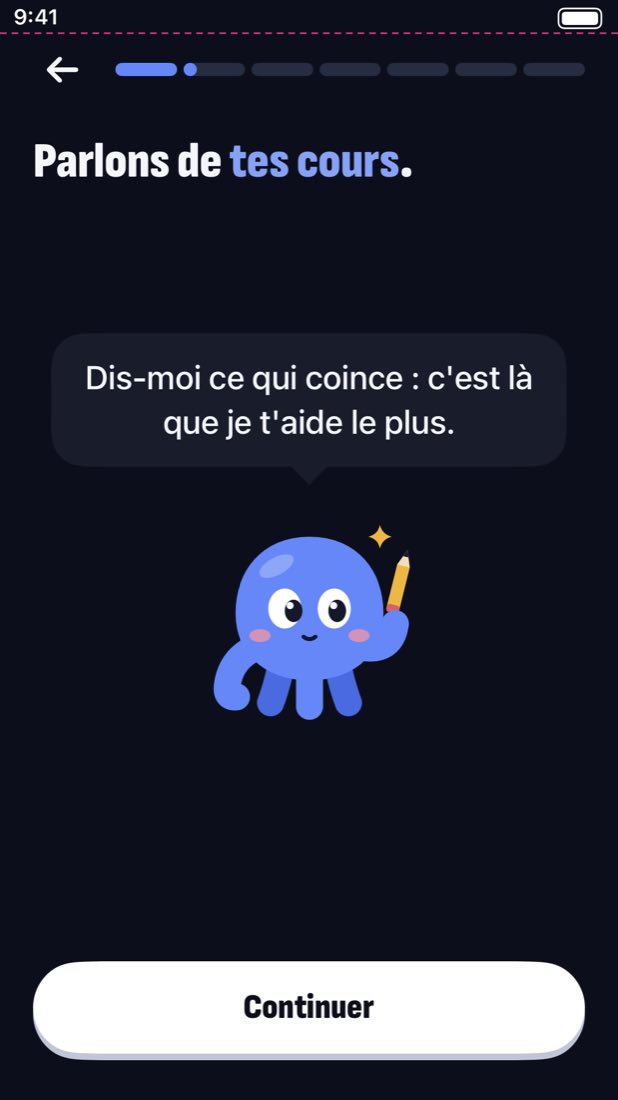 9:41
Parlons de tes cours.
Dis-moi ce qui coince : c'est là
que je t'aide le plus.
Continuer